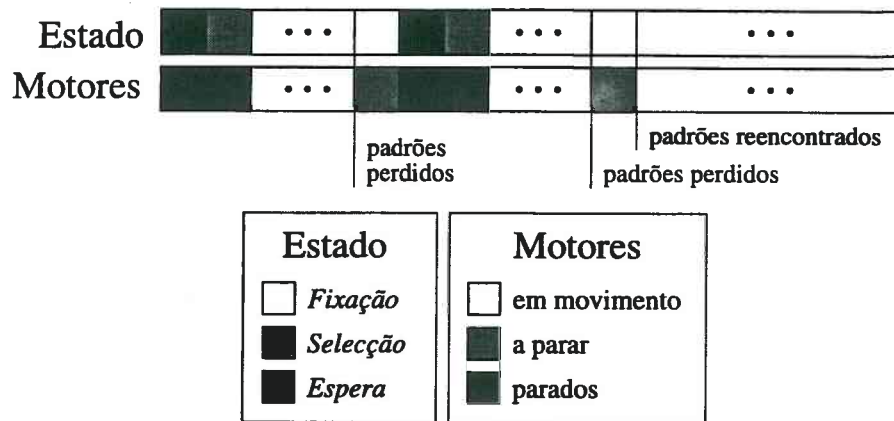 Estado
• • •
• • •
• • •
Motores
• • •
• • •
• • •
padrões
perdidos
padrões perdidos
padrões reencontrados
Estado
Fixação
Selecção
Espera
Motores
em movimento
a parar
parados